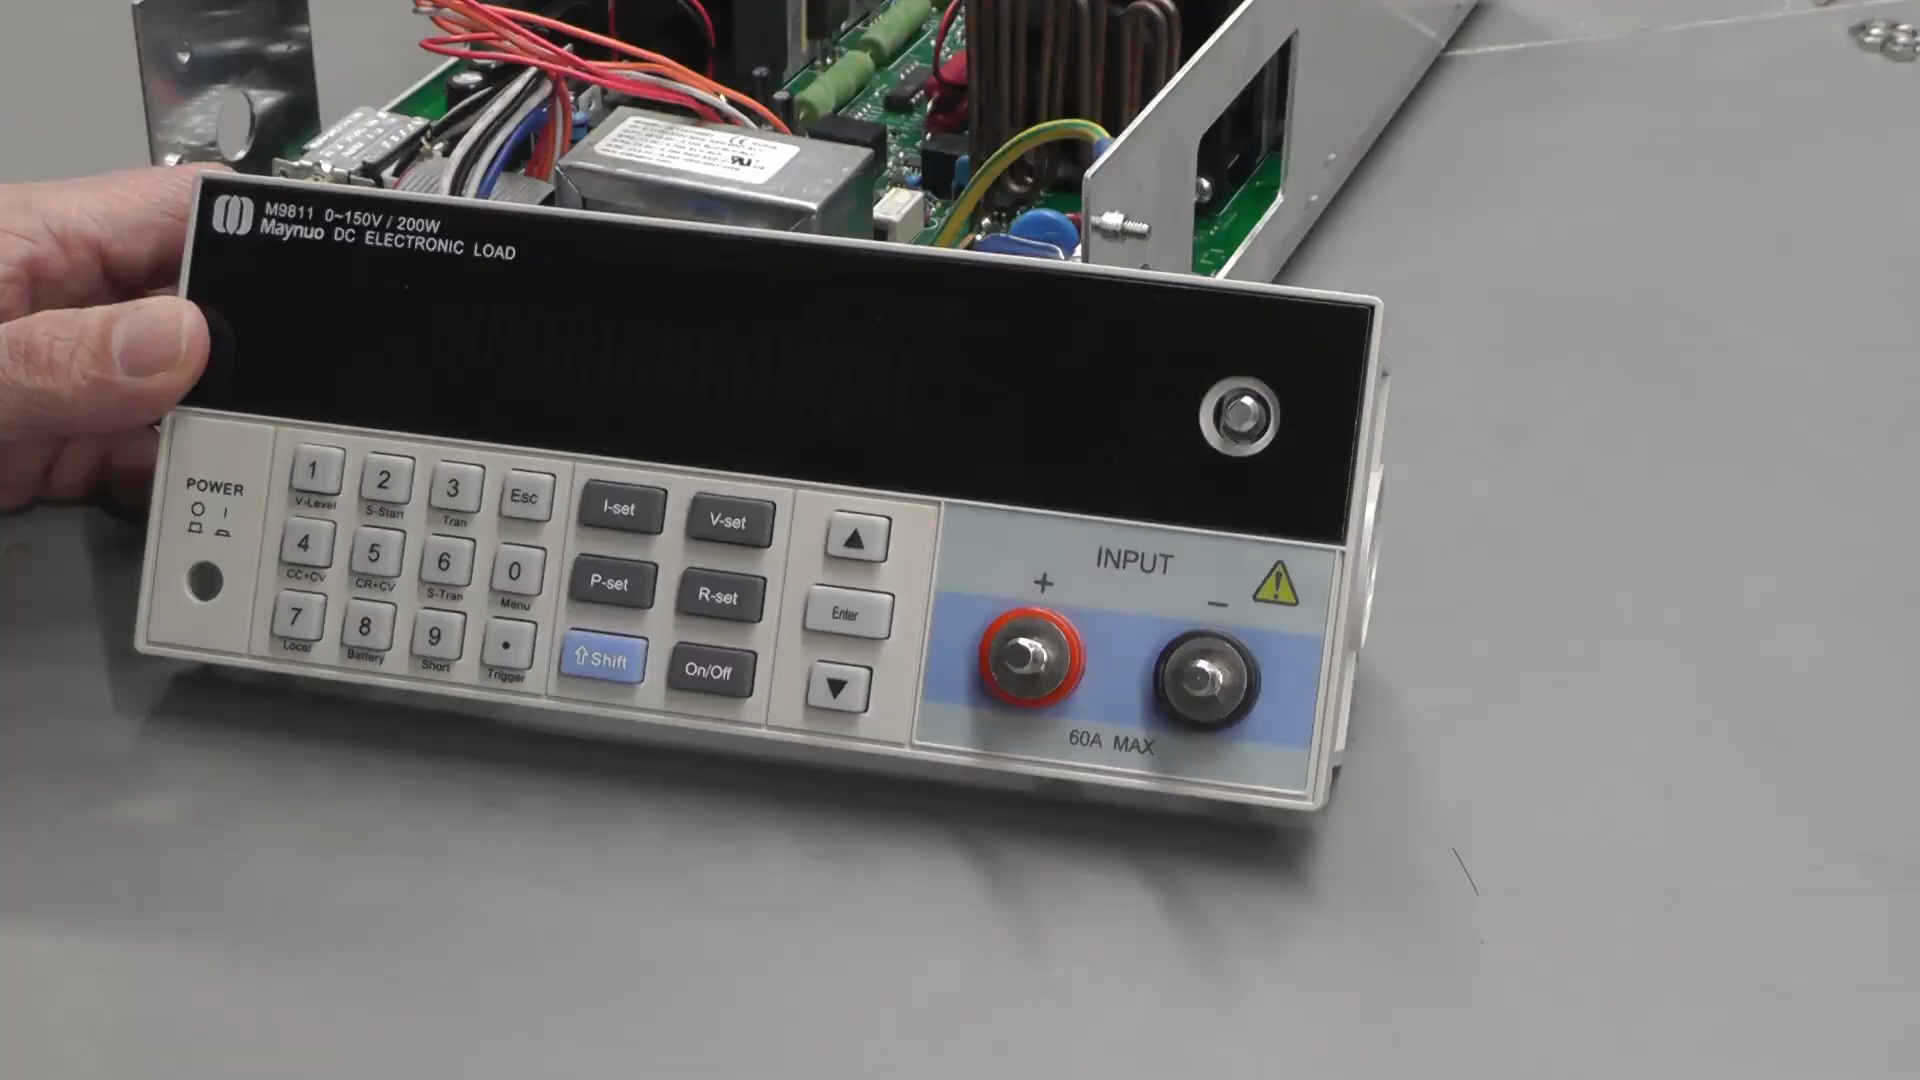 M9811 0~150V / 200W
Maynuo DC ELECTRONIC LOAD
POWER
1
V-Level
2
S-Start
3
Tran
Esc
4
CC+CV
5
CR+CV
6
S-Tran
0
Menu
7
Local
8
Battery
9
Short
•
Trigger
I-set
V-set
P-set
R-set
⇧Shift
On/Off
▲
Enter
▼
INPUT
+
−
60A MAX